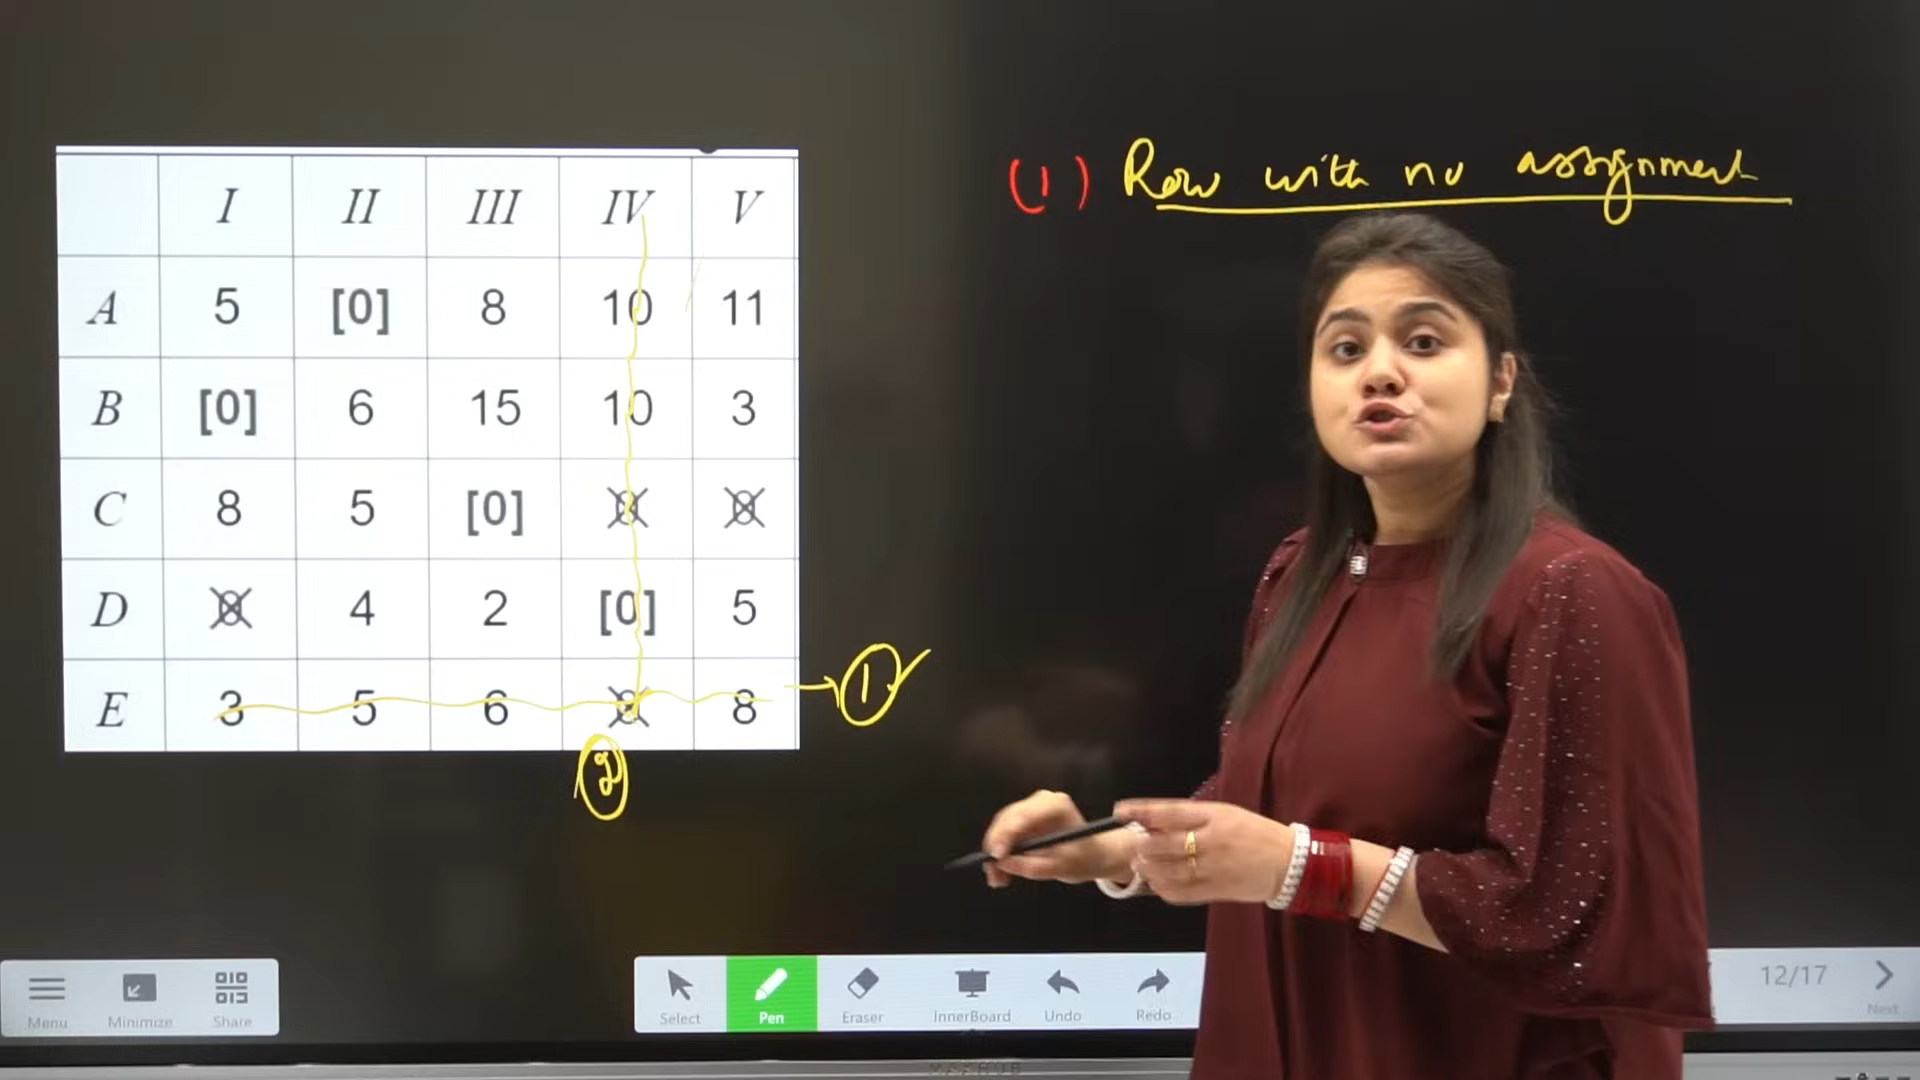 (1) Row with no assignment
I II III IV V
A 5 [0] 8 10 11
B [0] 6 15 10 3
C 8 5 [0] 0 0
D 0 4 2 [0] 5
E 3 5 6 0 8
1
2
Menu Minimize Share
Select Pen Eraser InnerBoard Undo Redo
12/17
Next